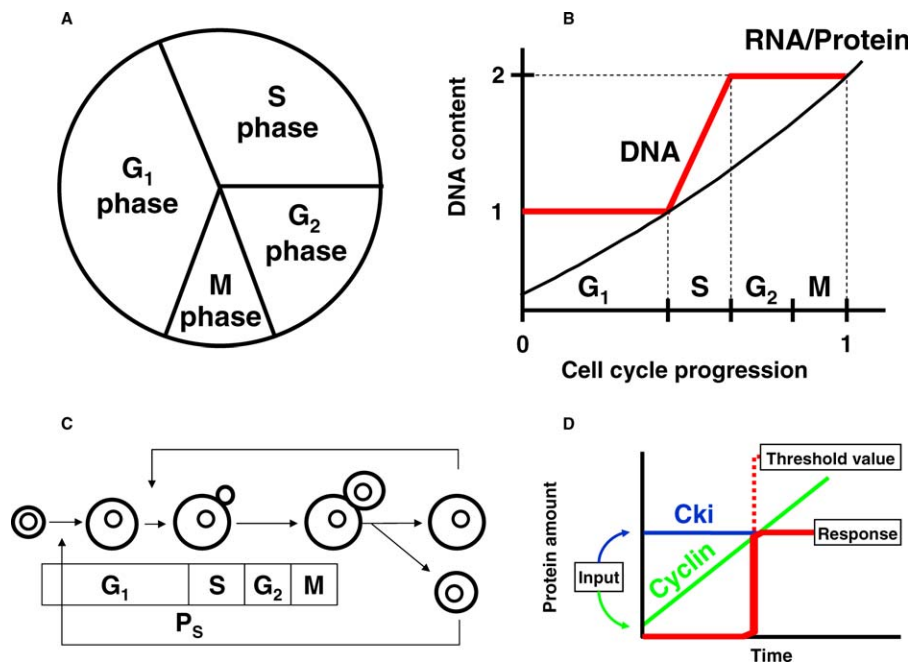 A
S
phase
G1
phase
G2
phase
M
phase
B
RNA/Protein
2
DNA
1
DNA content
G1 S G2 M
0 1
Cell cycle progression
C
G1 S G2 M
PS
D
Threshold value
Cki
Response
Cyclin
Input
Protein amount
Time